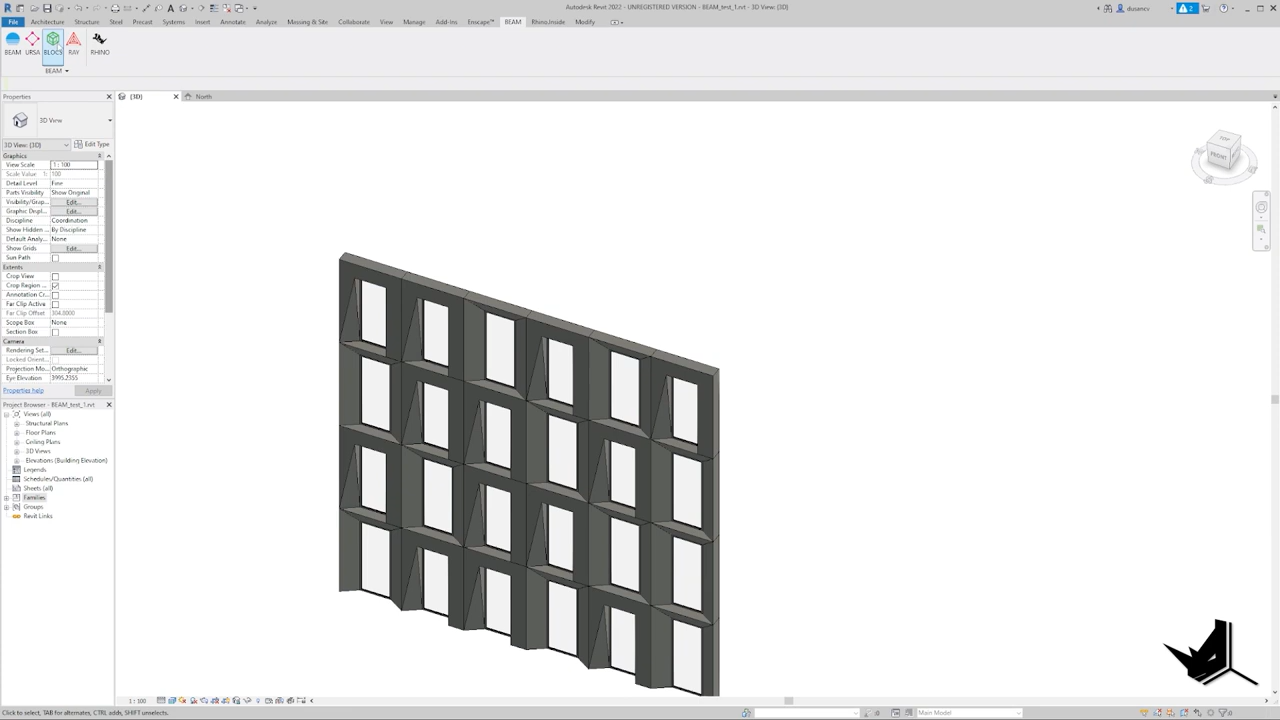 Autodesk Revit 2022 - UNREGISTERED VERSION - BEAM_test_1.rvt - 3D View: {3D}
dusanev
2
File Architecture Structure Steel Precast Systems Insert Annotate Analyze Massing & Site Collaborate View Manage Add-Ins Enscape™ BEAM Rhino.Inside Modify
BEAM URSA BLOCS RAY RHINO
BEAM
Properties
(3D)
North
3D View
3D View: {3D}
Edit Type
Graphics
View Scale 1 : 100
Scale Value 1: 100
Detail Level Fine
Parts Visibility Show Original
Visibility/Grap... Edit...
Graphic Displ... Edit...
Discipline Coordination
Show Hidden ... By Discipline
Default Analy... None
Show Grids Edit...
Sun Path
Extents
Crop View
Crop Region ...
Annotation Cr...
Far Clip Active
Far Clip Offset 304.8000
Scope Box None
Section Box
Camera
Rendering Set... Edit...
Locked Orient...
Projection Mo... Orthographic
Eye Elevation 3995.2355
Properties help
Apply
Project Browser - BEAM_test_1.rvt
Views (all)
Structural Plans
Floor Plans
Ceiling Plans
3D Views
Elevations (Building Elevation)
Legends
Schedules/Quantities (all)
Sheets (all)
Families
Groups
Revit Links
TOP
FRONT
1 : 100
Click to select, TAB for alternates, CTRL adds, SHIFT unselects.
:0
Main Model
:0